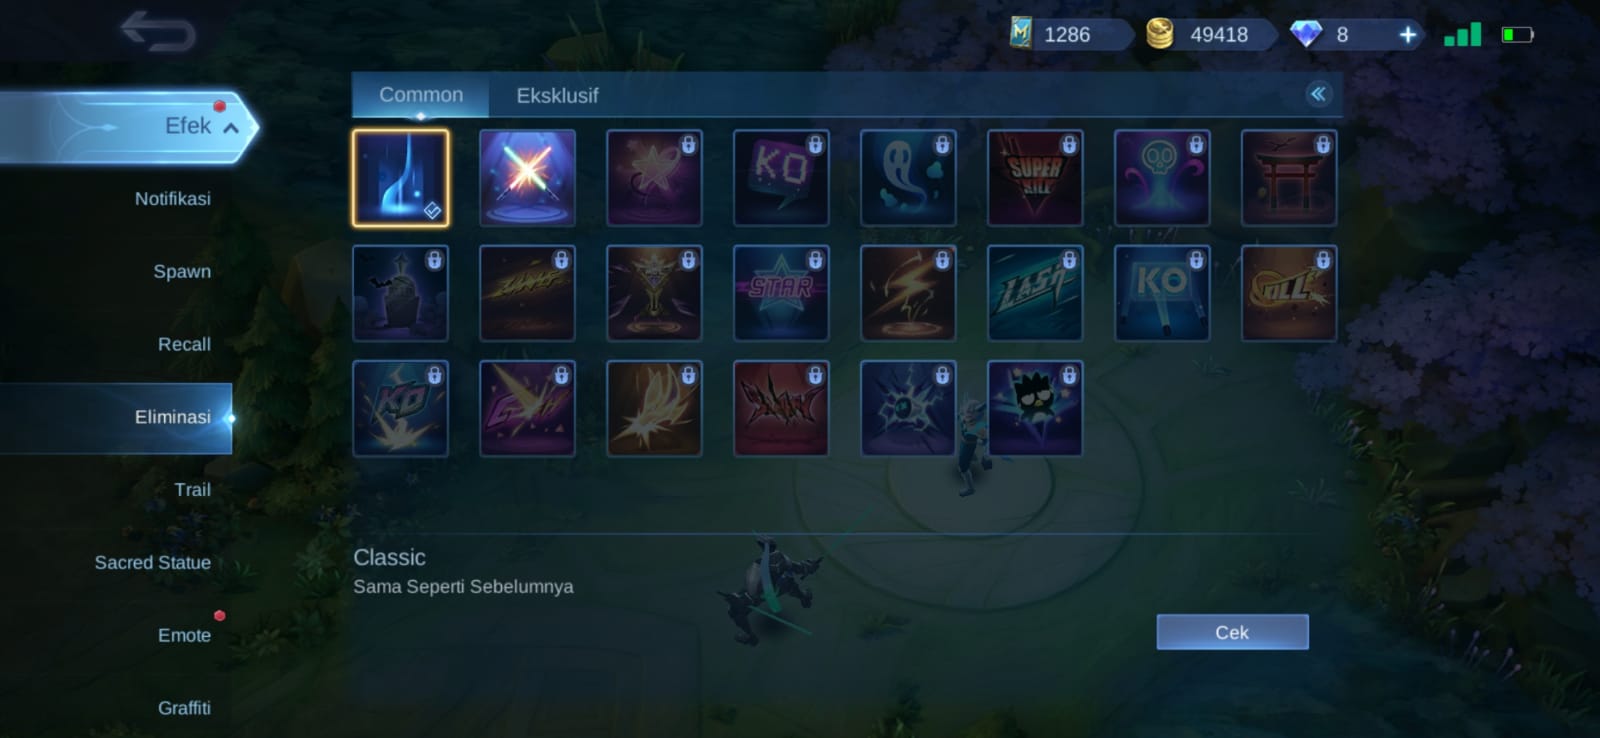 1286
49418
8
Common
Eksklusif
Efek
Notifikasi
Spawn
Recall
Eliminasi
Trail
Sacred Statue
Emote
Graffiti
KO
SUPER
KILL
STAR
LAST
KO
KO
Classic
Sama Seperti Sebelumnya
Cek